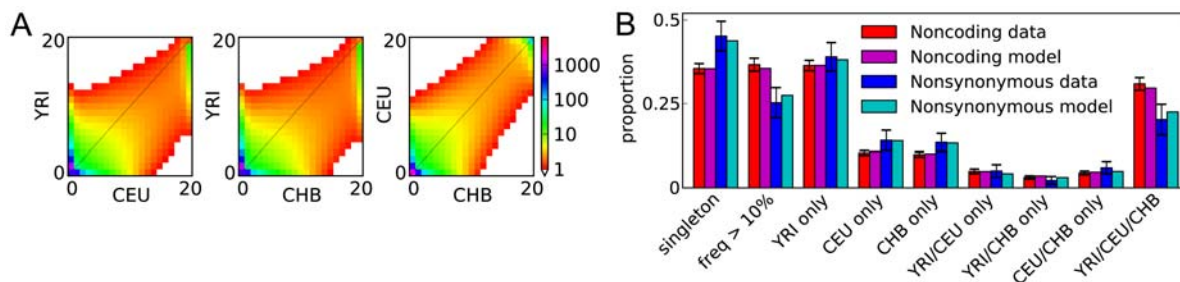 A
20
YRI
0
0
CEU
20
20
YRI
0
0
CHB
20
20
CEU
0
0
CHB
20
1000
100
10
1
B
0.5
0.25
proportion
Noncoding data
Noncoding model
Nonsynonymous data
Nonsynonymous model
singleton
freq > 10%
YRI only
CEU only
CHB only
YRI/CEU only
YRI/CHB only
CEU/CHB only
YRI/CEU/CHB